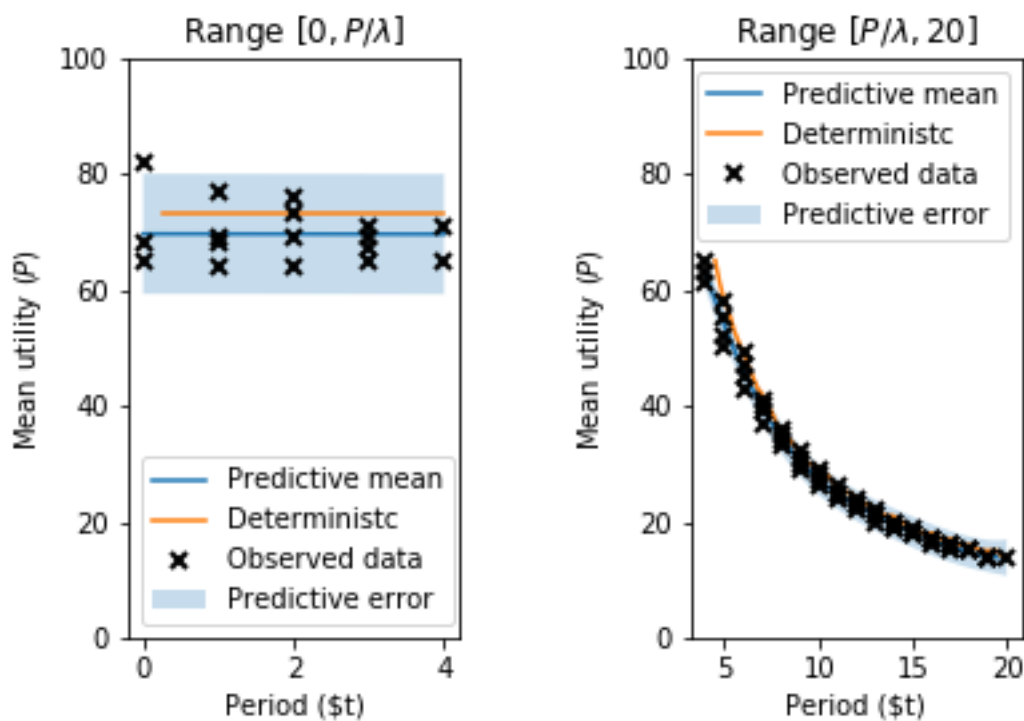 Range [0, P/λ]
100
80
60
40
20
0
Mean utility (P)
Predictive mean
Deterministc
Observed data
Predictive error
0 2 4
Period ($t)
Range [P/λ, 20]
100
80
60
40
20
0
Mean utility (P)
Predictive mean
Deterministc
Observed data
Predictive error
5 10 15 20
Period ($t)